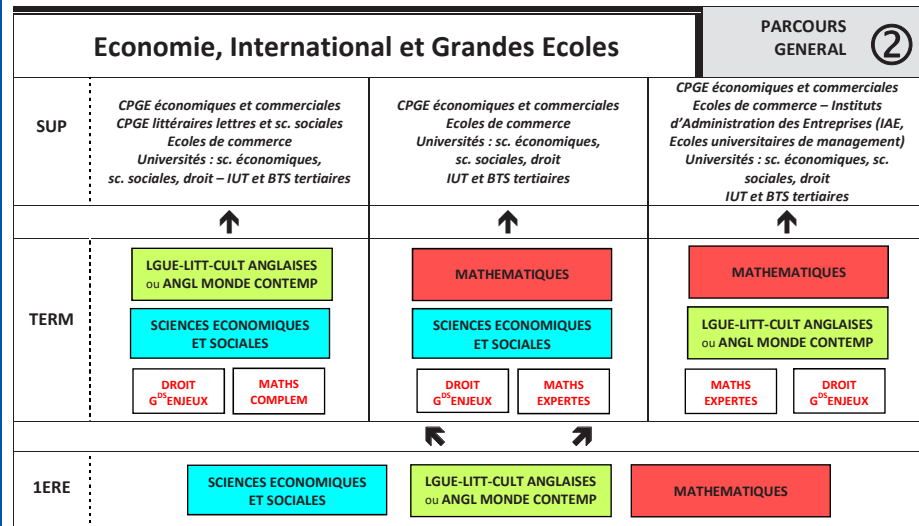 Economie, International et Grandes Ecoles
PARCOURS
GENERAL
②
SUP
CPGE économiques et commerciales
CPGE littéraires lettres et sc. sociales
Ecoles de commerce
Universités : sc. économiques,
sc. sociales, droit – IUT et BTS tertiaires
CPGE économiques et commerciales
Ecoles de commerce
Universités : sc. économiques,
sc. sociales, droit
IUT et BTS tertiaires
CPGE économiques et commerciales
Ecoles de commerce – Instituts
d'Administration des Entreprises (IAE,
Ecoles universitaires de management)
Universités : sc. économiques, sc.
sociales, droit
IUT et BTS tertiaires
TERM
LGUE-LITT-CULT ANGLAISES
ou ANGL MONDE CONTEMP
SCIENCES ECONOMIQUES
ET SOCIALES
DROIT
GDS ENJEUX
MATHS
COMPLEM
MATHEMATIQUES
SCIENCES ECONOMIQUES
ET SOCIALES
DROIT
GDS ENJEUX
MATHS
EXPERTES
MATHEMATIQUES
LGUE-LITT-CULT ANGLAISES
ou ANGL MONDE CONTEMP
MATHS
EXPERTES
DROIT
GDS ENJEUX
1ERE
SCIENCES ECONOMIQUES
ET SOCIALES
LGUE-LITT-CULT ANGLAISES
ou ANGL MONDE CONTEMP
MATHEMATIQUES